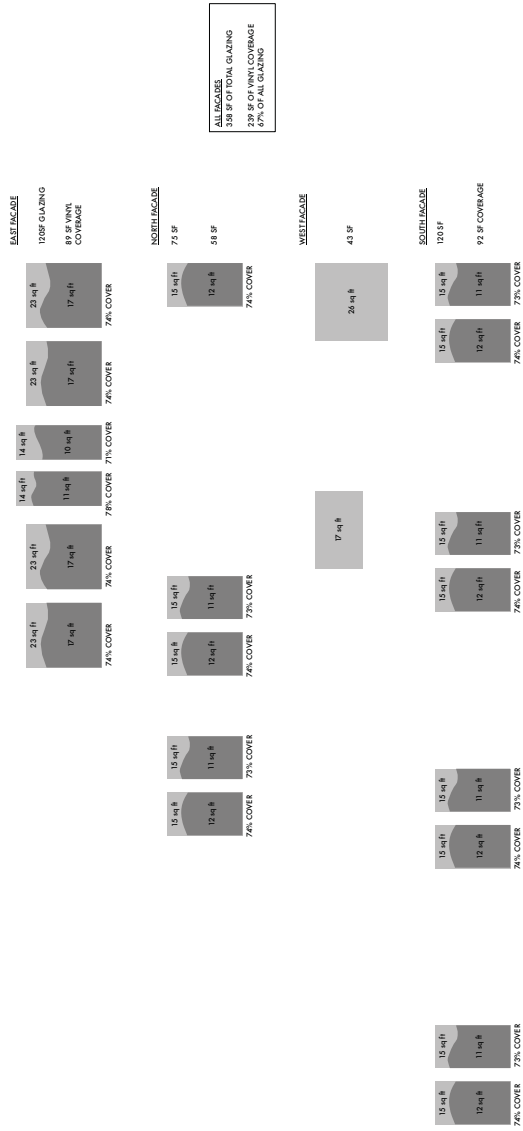 EAST FACADE
120SF GLAZING
89 SF VINYL
COVERAGE
23 sq ft
17 sq ft
74% COVER
23 sq ft
17 sq ft
74% COVER
14 sq ft
11 sq ft
78% COVER
14 sq ft
10 sq ft
71% COVER
23 sq ft
17 sq ft
74% COVER
23 sq ft
17 sq ft
74% COVER
NORTH FACADE
75 SF
58 SF
15 sq ft
12 sq ft
74% COVER
15 sq ft
11 sq ft
73% COVER
15 sq ft
12 sq ft
74% COVER
15 sq ft
11 sq ft
73% COVER
15 sq ft
12 sq ft
74% COVER
ALL FACADES
358 SF OF TOTAL GLAZING
239 SF OF VINYL COVERAGE
67% OF ALL GLAZING
WEST FACADE
43 SF
17 sq ft
26 sq ft
SOUTH FACADE
120 SF
92 SF COVERAGE
15 sq ft
12 sq ft
74% COVER
15 sq ft
11 sq ft
73% COVER
15 sq ft
12 sq ft
74% COVER
15 sq ft
11 sq ft
73% COVER
15 sq ft
12 sq ft
74% COVER
15 sq ft
11 sq ft
73% COVER
15 sq ft
12 sq ft
74% COVER
15 sq ft
11 sq ft
73% COVER